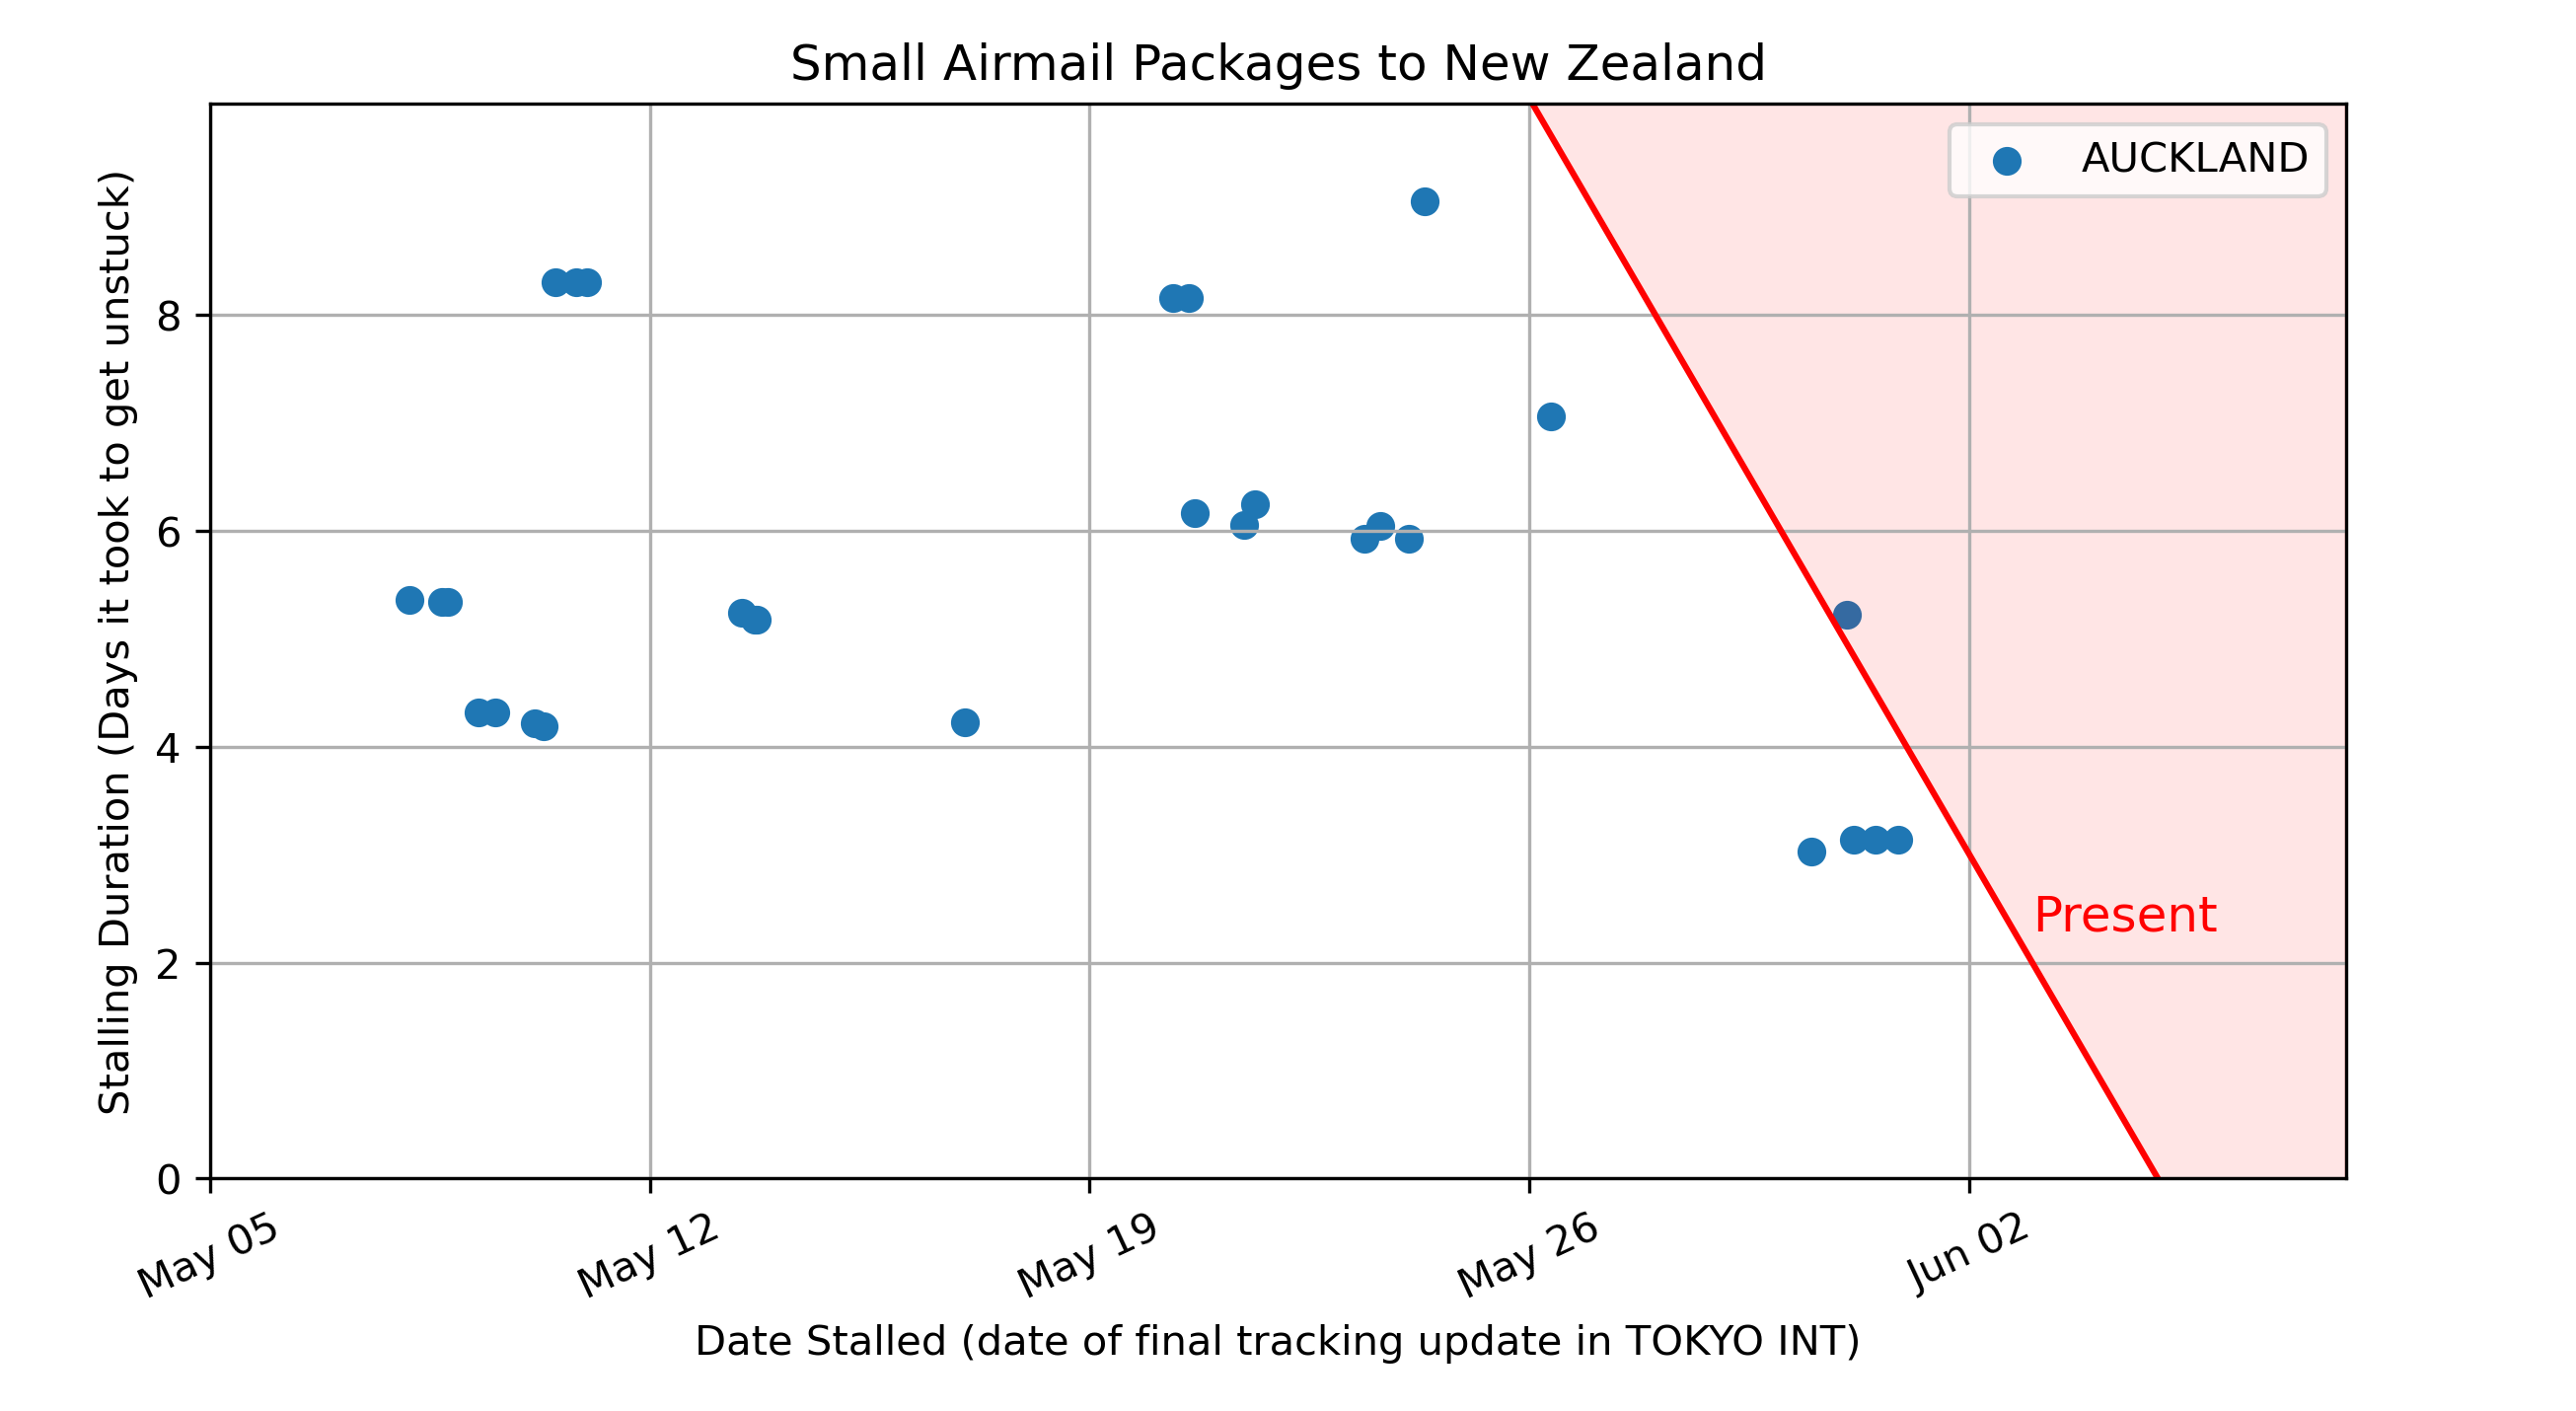 Small Airmail Packages to New Zealand
AUCKLAND
Stalling Duration (Days it took to get unstuck)
8
6
4
2
0
Present
May 05
May 12
May 19
May 26
Jun 02
Date Stalled (date of final tracking update in TOKYO INT)